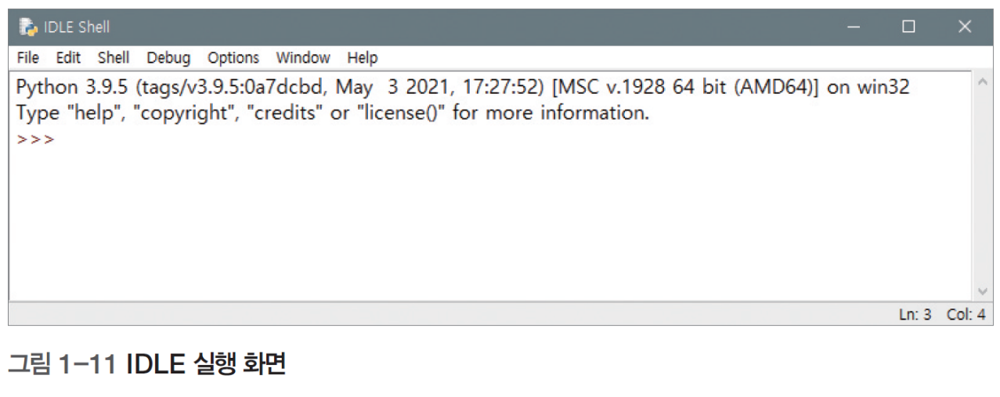 IDLE Shell
File Edit Shell Debug Options Window Help
Python 3.9.5 (tags/v3.9.5:0a7dcbd, May  3 2021, 17:27:52) [MSC v.1928 64 bit (AMD64)] on win32
Type "help", "copyright", "credits" or "license()" for more information.
>>>
Ln: 3 Col: 4
그림 1-11 IDLE 실행 화면